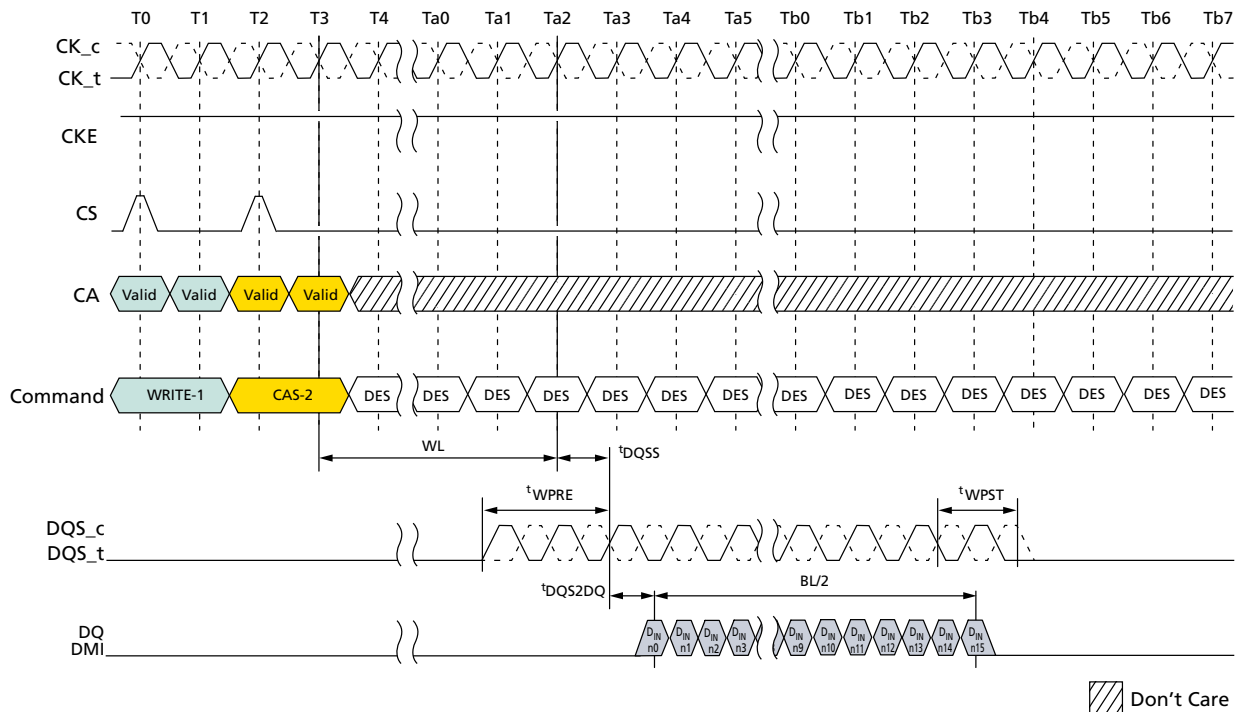 T0 T1 T2 T3 T4 Ta0 Ta1 Ta2 Ta3 Ta4 Ta5 Tb0 Tb1 Tb2 Tb3 Tb4 Tb5 Tb6 Tb7
CK_c
CK_t
CKE
CS
CA Valid Valid Valid Valid
Command WRITE-1 CAS-2 DES DES DES DES DES DES DES DES DES DES DES DES DES DES DES
WL tDQSS
tWPRE tWPST
DQS_c
DQS_t
tDQS2DQ BL/2
DQ
DMI
DIN n0 DIN n1 DIN n2 DIN n3 DIN n9 DIN n10 DIN n11 DIN n12 DIN n13 DIN n14 DIN n15
Don't Care